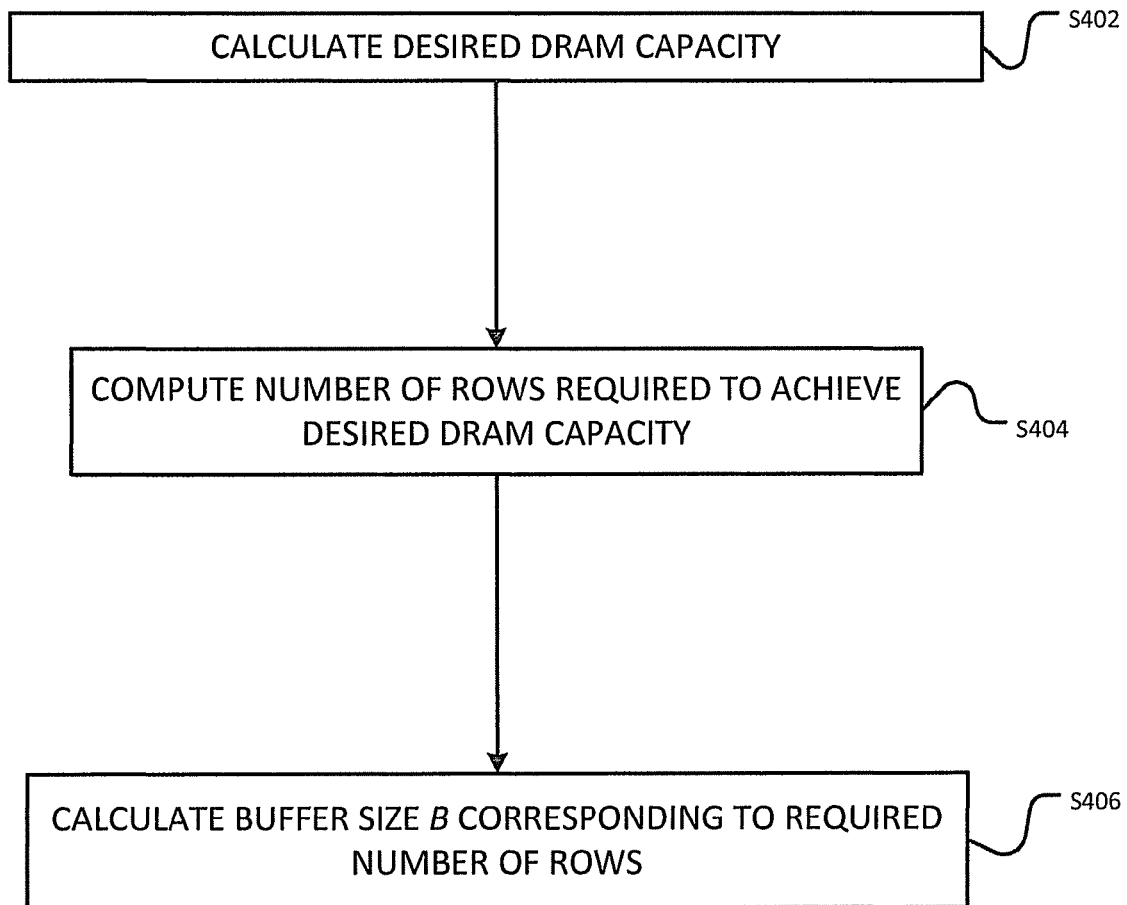 CALCULATE DESIRED DRAM CAPACITY
S402
COMPUTE NUMBER OF ROWS REQUIRED TO ACHIEVE
DESIRED DRAM CAPACITY
S404
CALCULATE BUFFER SIZE B CORRESPONDING TO REQUIRED
NUMBER OF ROWS
S406